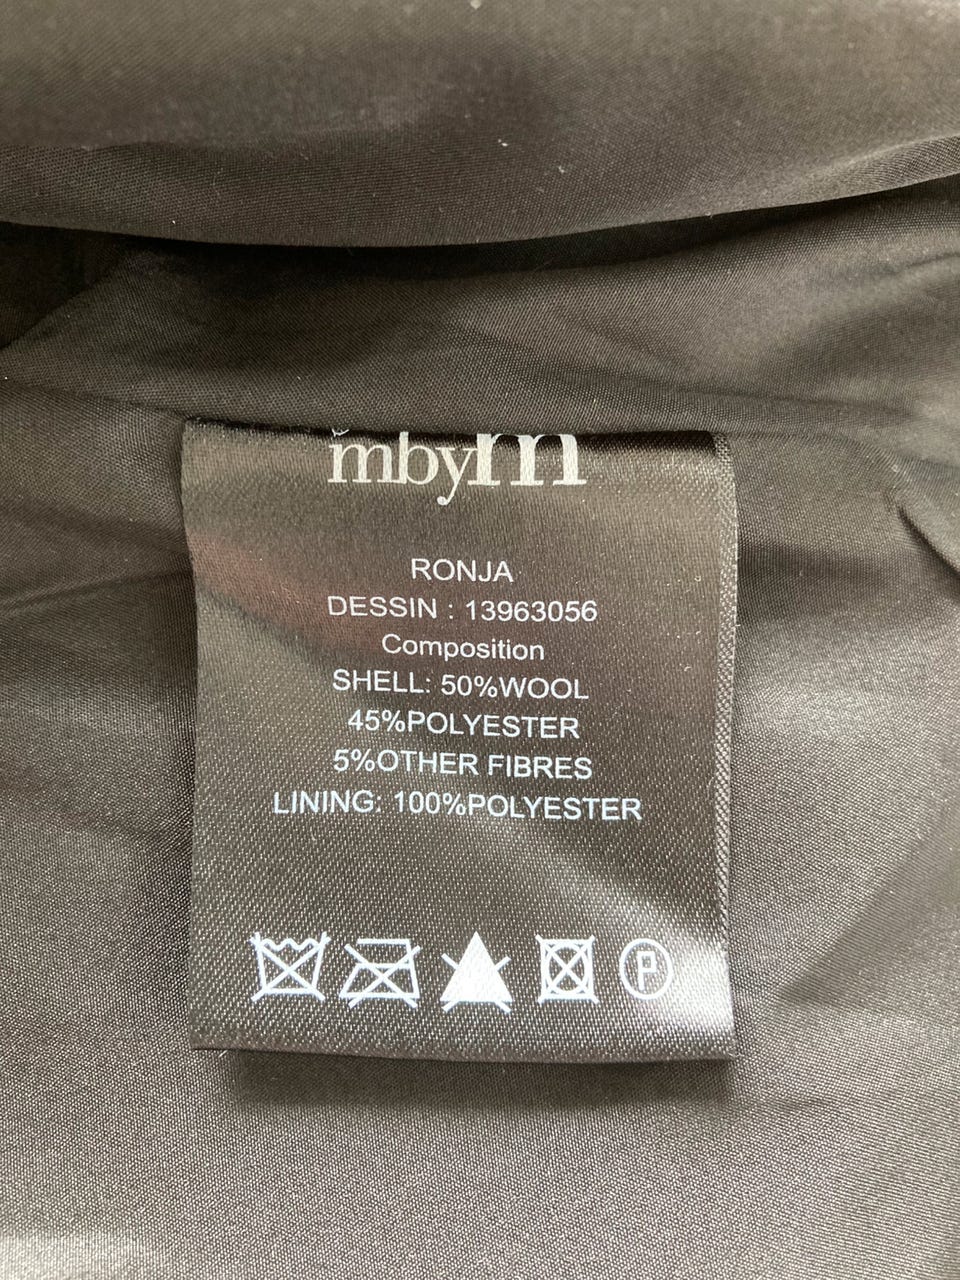 mbym
RONJA
DESSIN : 13963056
Composition
SHELL: 50%WOOL
45%POLYESTER
5%OTHER FIBRES
LINING: 100%POLYESTER
P